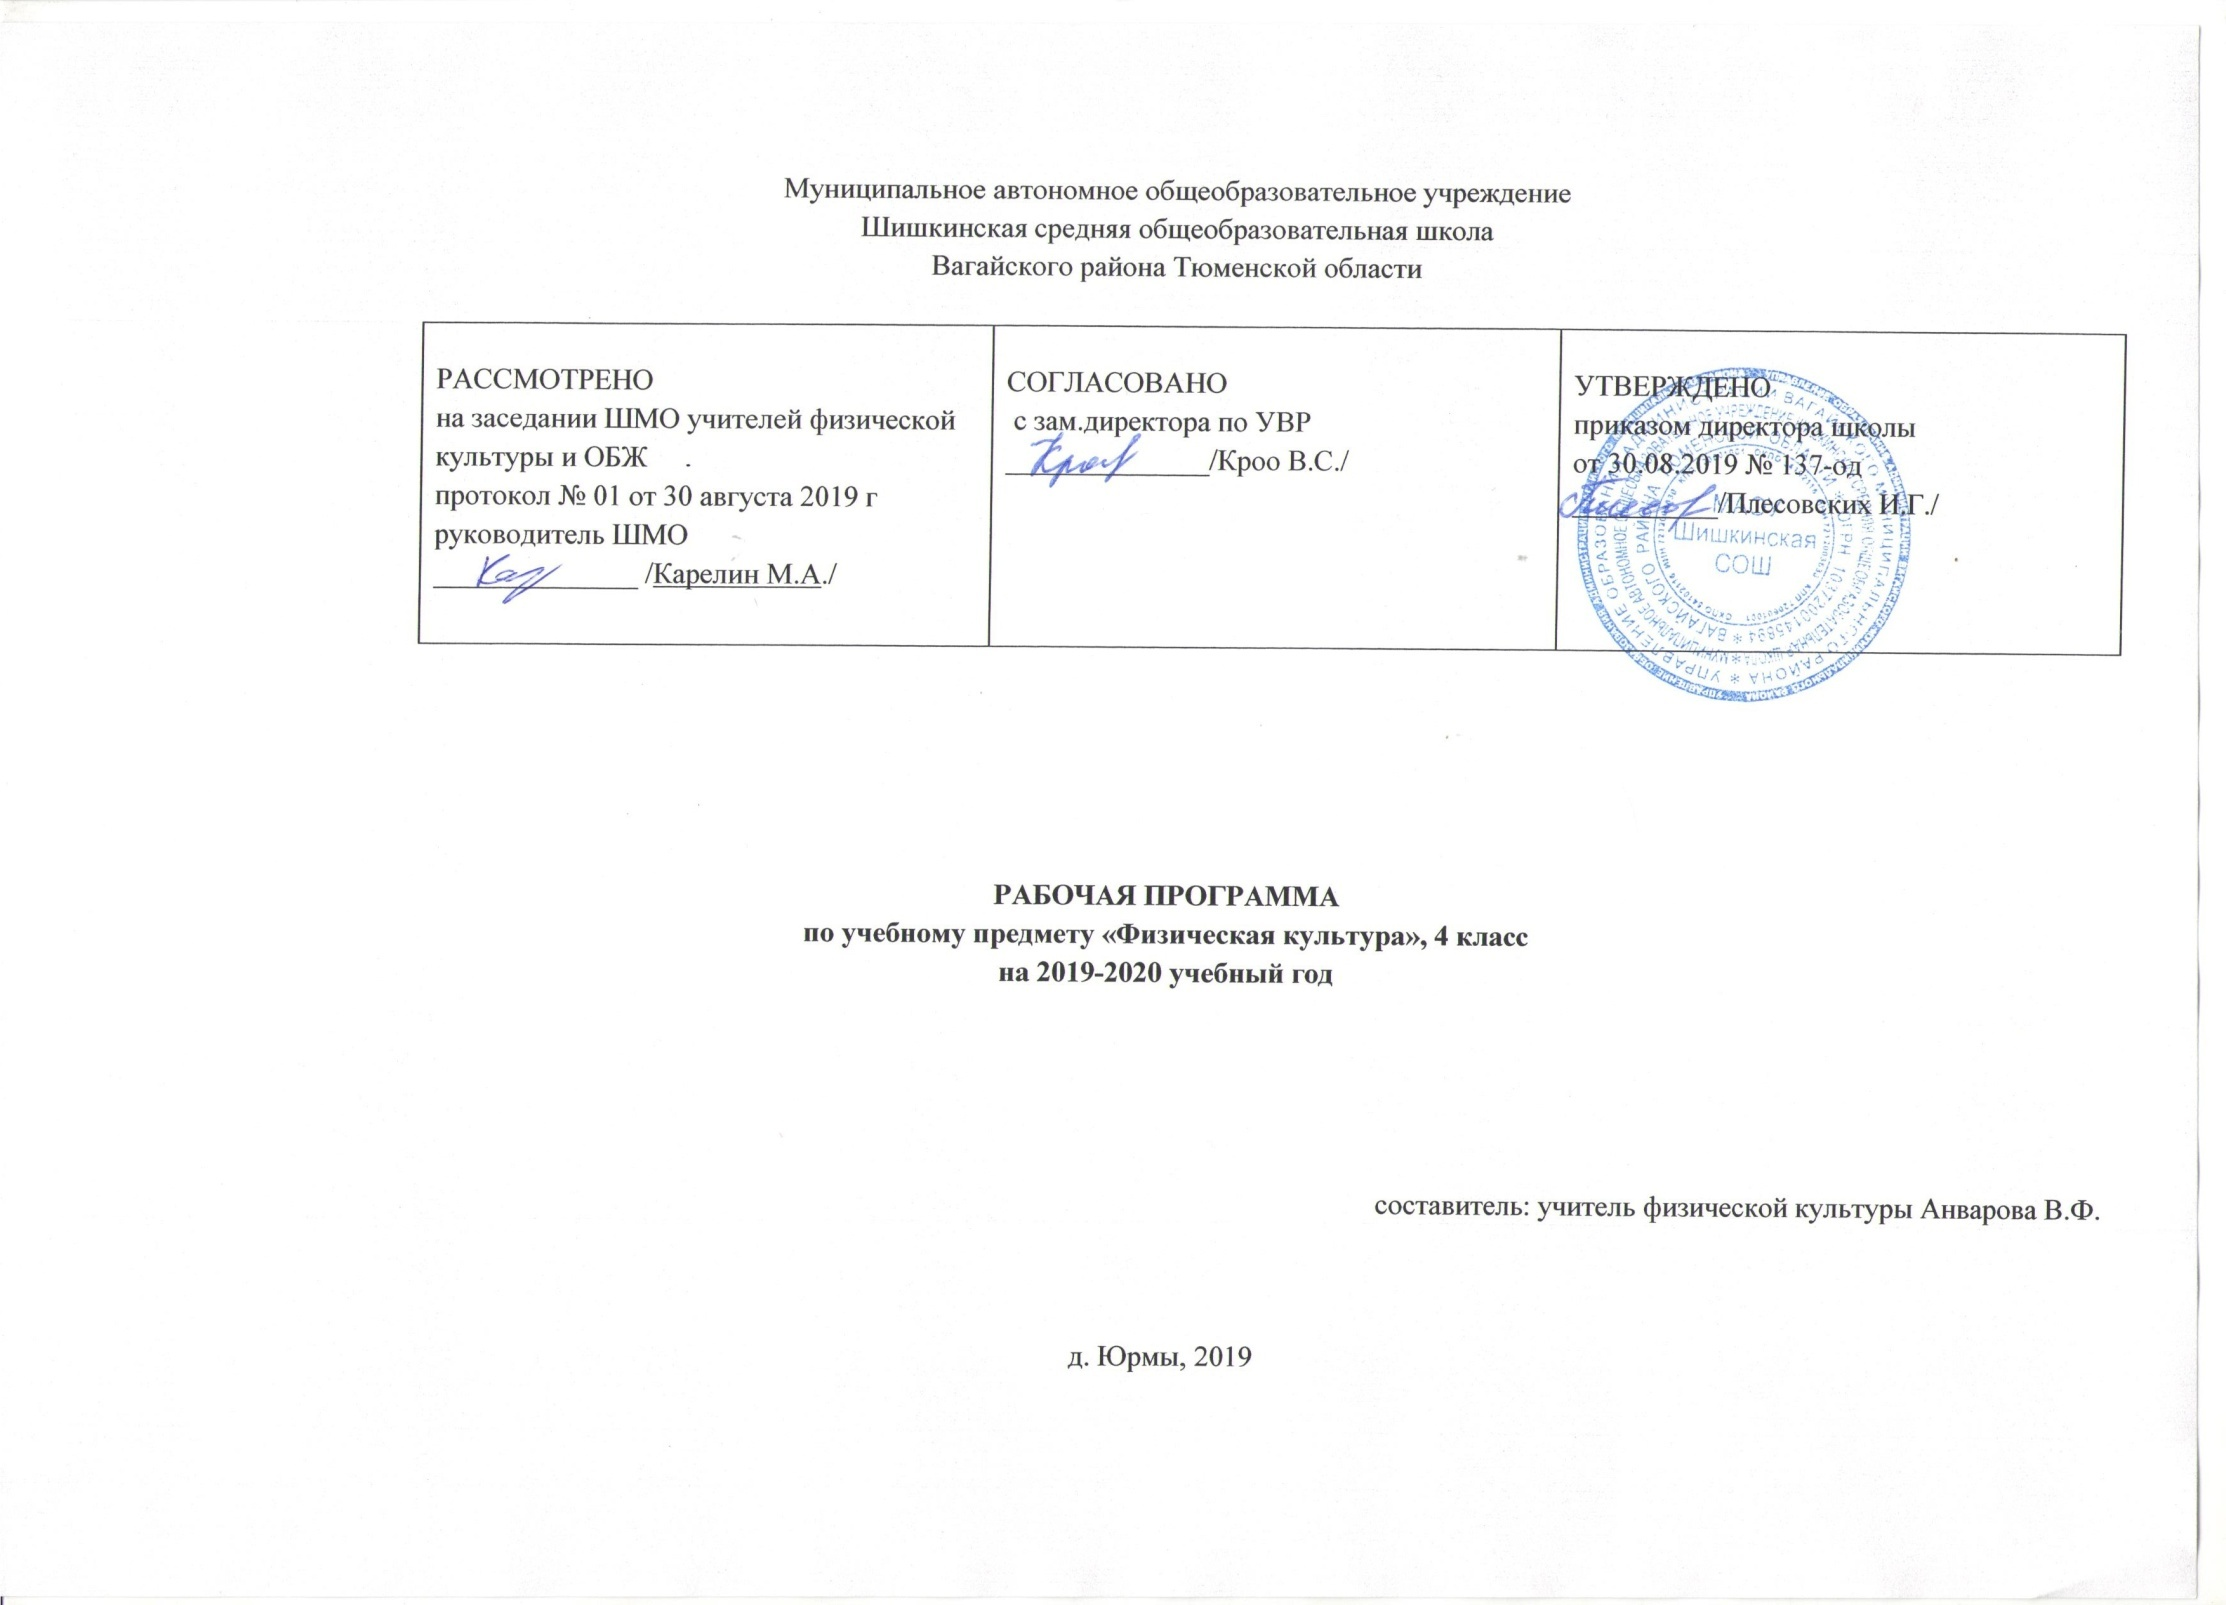 Муниципальное автономное общеобразовательное учреждение
Шишкинская средняя общеобразовательная школа
Вагайского района Тюменской области
РАССМОТРЕНО
на заседании ШМО учителей физической
культуры и ОБЖ .
протокол № 01 от 30 августа 2019 г
руководитель ШМО
/Карелин М.А./
СОГЛАСОВАНО
с зам.директора по УВР
/Кроо В.С./
УТВЕРЖДЕНО
приказом директора школы
от 30.08.2019 № 137-од
/Плесовских И.Г./
МАОУ
Шишкинская
СОШ
РАБОЧАЯ ПРОГРАММА
по учебному предмету «Физическая культура», 4 класс
на 2019-2020 учебный год
составитель: учитель физической культуры Анварова В.Ф.
д. Юрмы, 2019